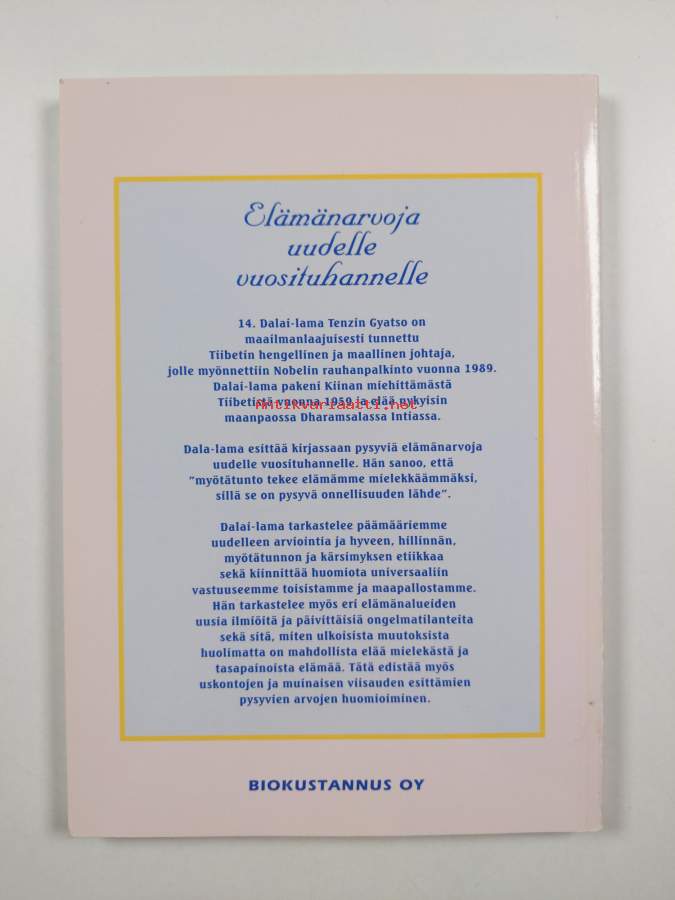 Elämänarvoja
uudelle
vuosituhannelle
14. Dalai-lama Tenzin Gyatso on
maailmanlaajuisesti tunnettu
Tiibetin hengellinen ja maallinen johtaja,
jolle myönnettiin Nobelin rauhanpalkinto vuonna 1989.
Dalai-lama pakeni Kiinan miehittämästä
Tiibetistä vuonna 1959 ja elää nykyisin
Antikvariaatti.net
maanpaossa Dharamsalassa Intiassa.
Dala-lama esittää kirjassaan pysyviä elämänarvoja
uudelle vuosituhannelle. Hän sanoo, että
"myötätunto tekee elämämme mielekkäämmäksi,
sillä se on pysyvä onnellisuuden lähde".
Dalai-lama tarkastelee päämääriemme
uudelleen arviointia ja hyveen, hillinnän,
myötätunnon ja kärsimyksen etiikkaa
sekä kiinnittää huomiota universaaliin
vastuuseemme toisistamme ja maapallostamme.
Hän tarkastelee myös eri elämänalueiden
uusia ilmiöitä ja päivittäisiä ongelmatilanteita
sekä sitä, miten ulkoisista muutoksista
huolimatta on mahdollista elää mielekästä ja
tasapainoista elämää. Tätä edistää myös
uskontojen ja muinaisen viisauden esittämien
pysyvien arvojen huomioiminen.
BIOKUSTANNUS OY